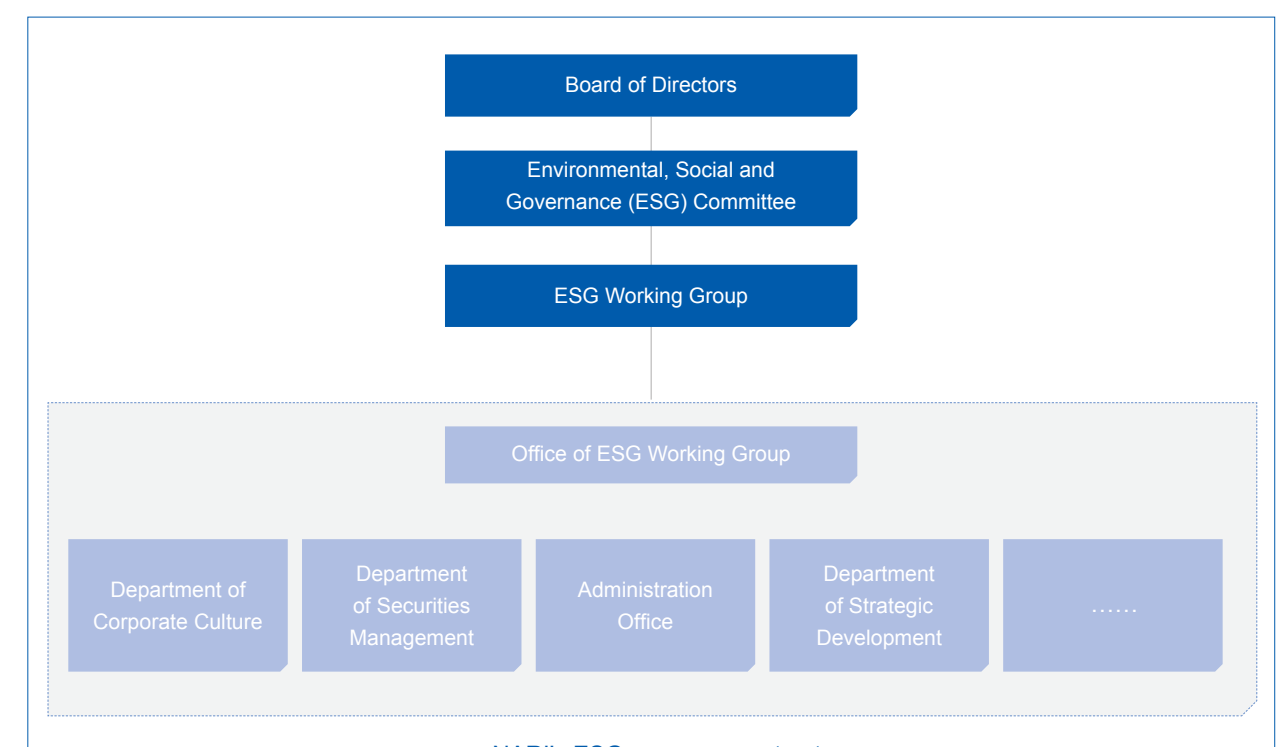 Board of Directors
Environmental, Social and
Governance (ESG) Committee
ESG Working Group
Office of ESG Working Group
Department of
Corporate Culture
Department
of Securities
Management
Administration
Office
Department
of Strategic
Development
……